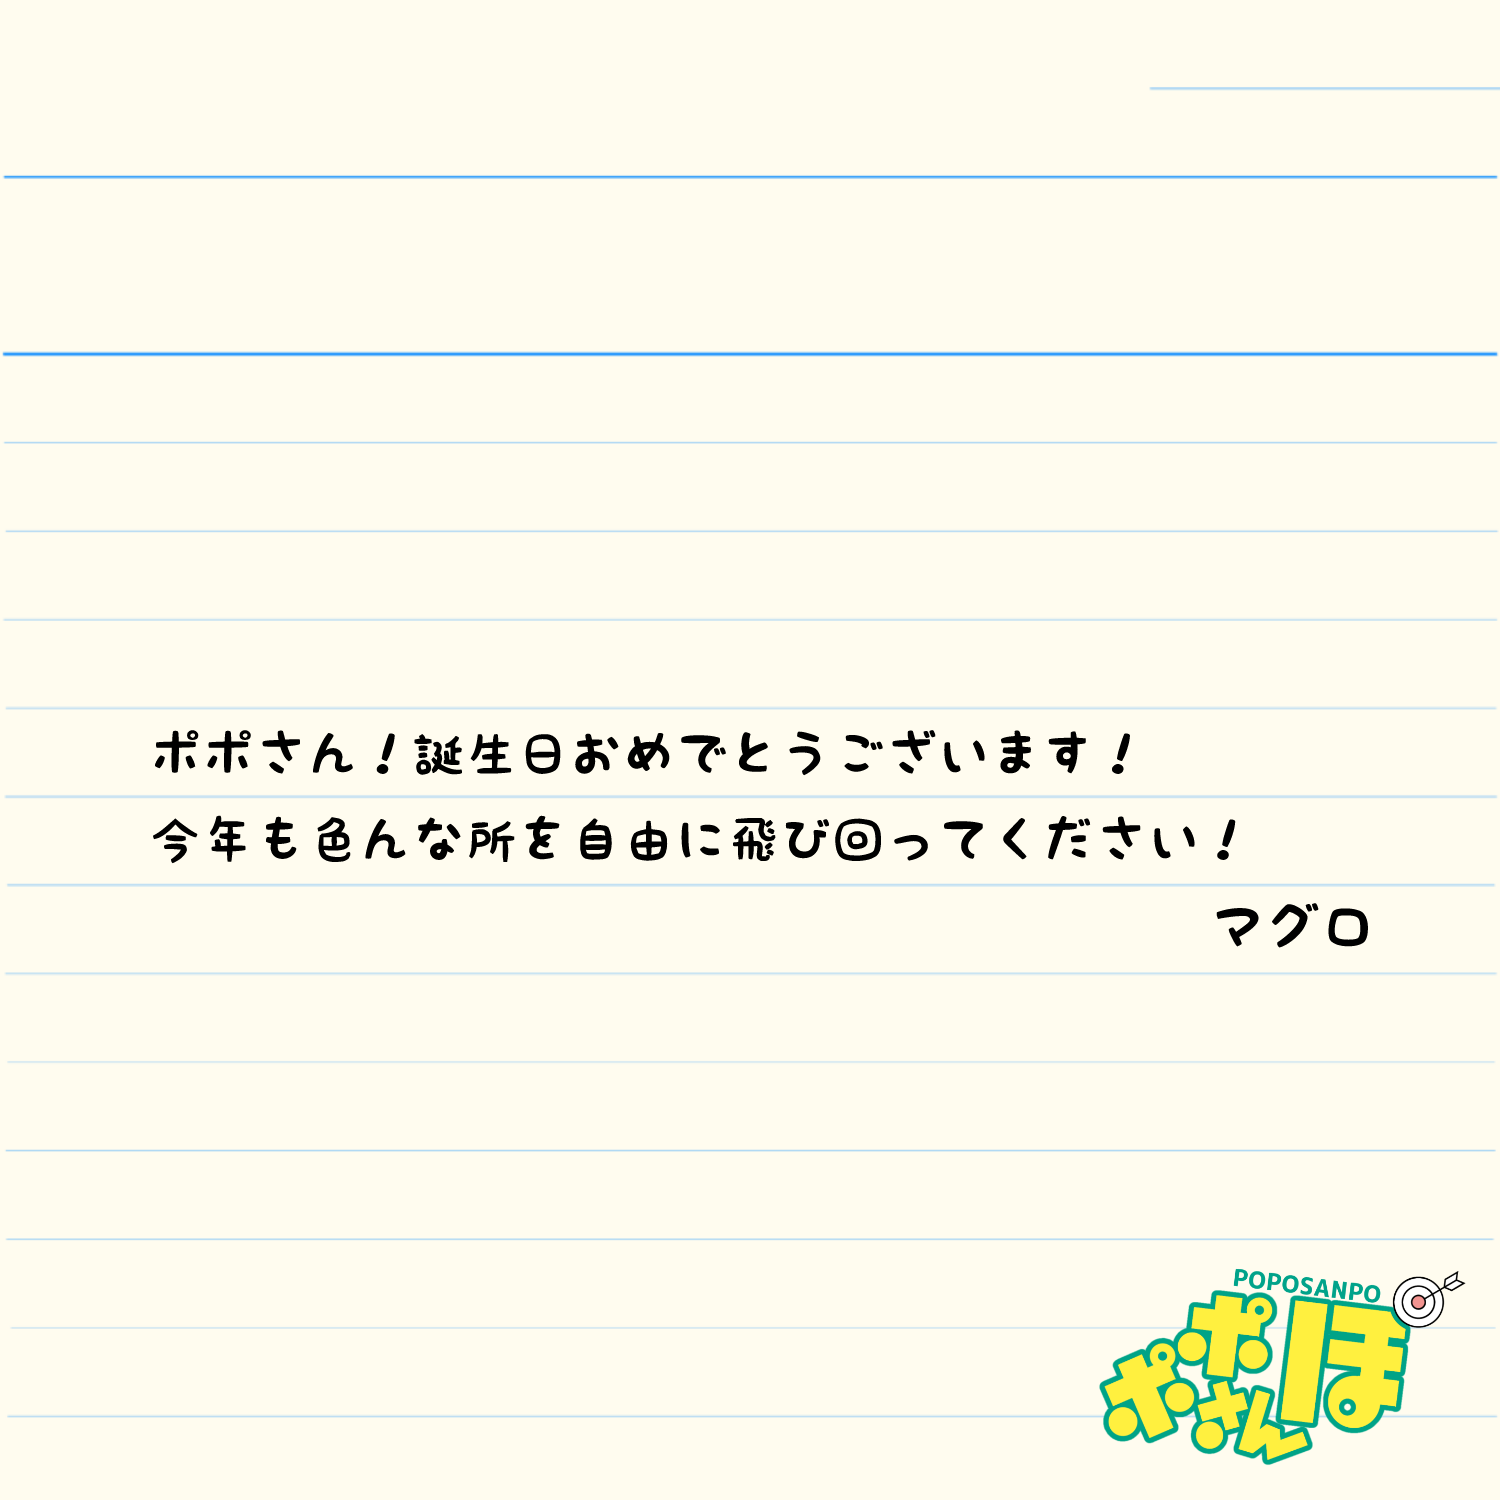 ポポさん！誕生日おめでとうございます！
今年も色んな所を自由に飛び回ってください！
マグロ
POPOSANPO
ポポさんぽ